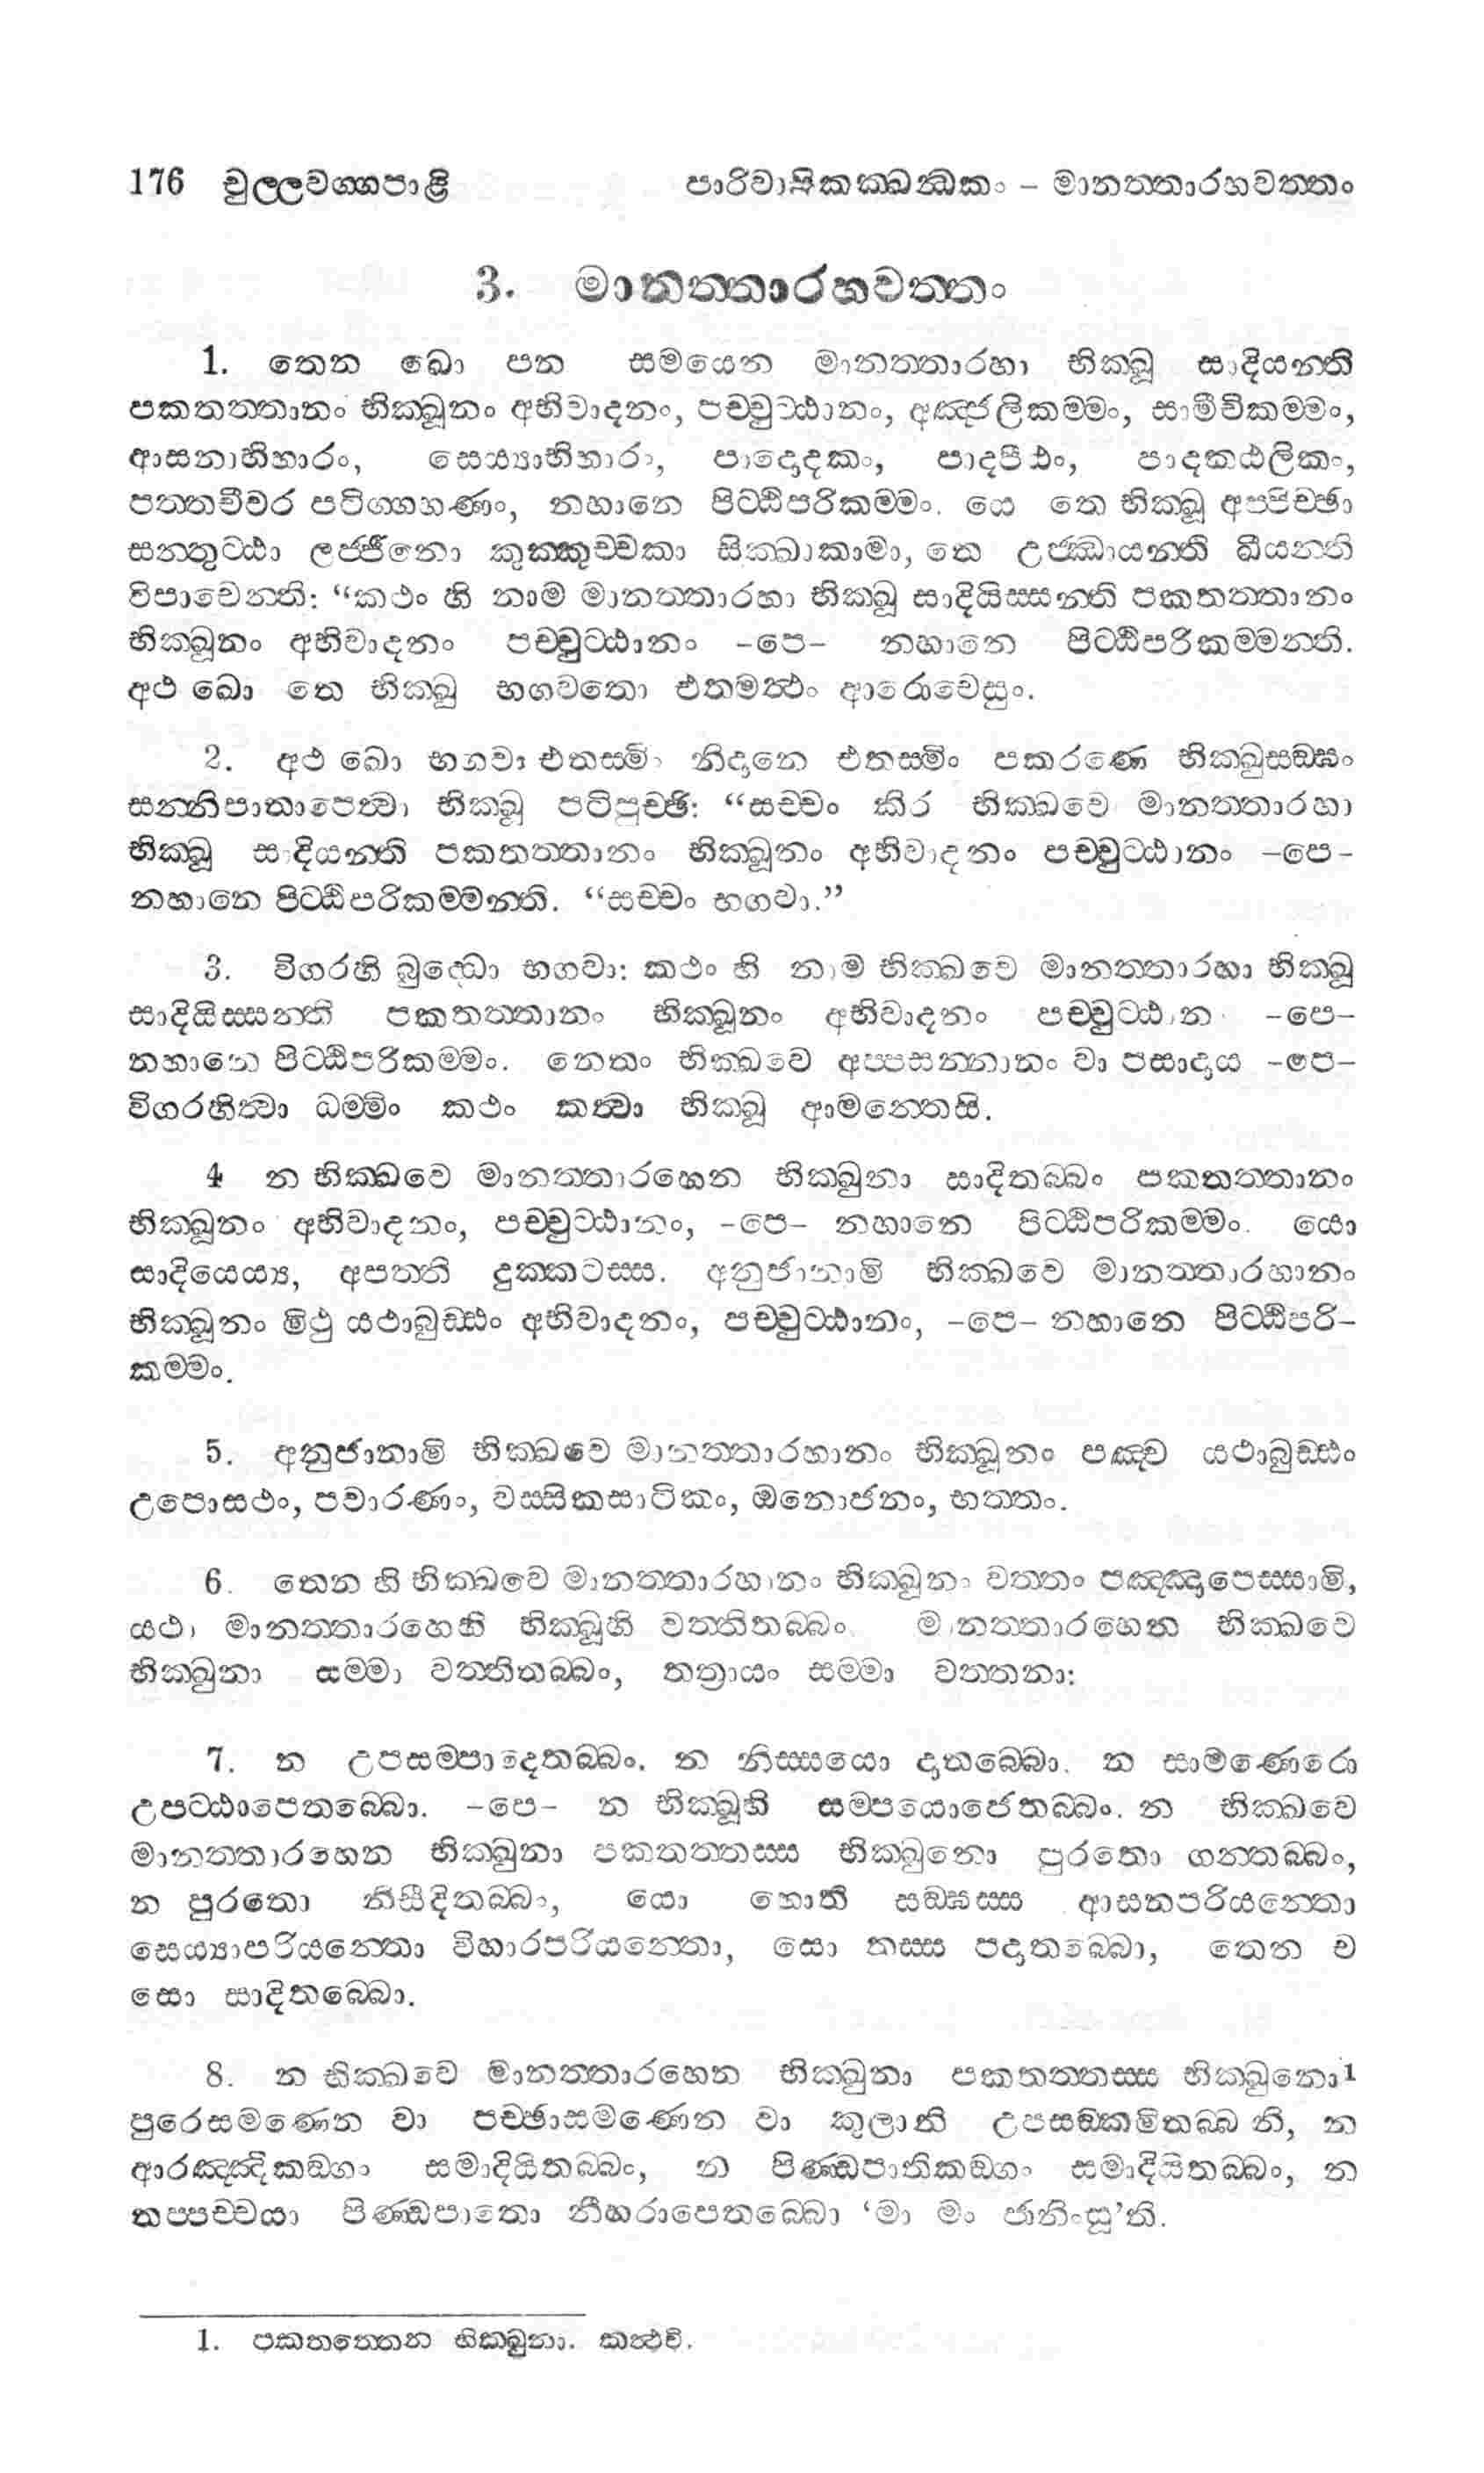 176 චුල්ලවග්ගපාළි පාරිවාසිකක්ඛන්ධකං – මානත්තාරහවත්තං
3. මානත්තාරහවත්තං
1. තෙන ඛො පන සමයෙන මානත්තාරහා භික්ඛූ සාදියන්ති
පකතත්තානං භික්ඛූනං අභිවාදනං, පච්චුට්ඨානං, අඤ්ජලිකම්මං, සාමීචිකම්මං,
ආසනාභිහාරං, සෙය්‍යාභිහාරං, පාදොදකං, පාදපීඨං, පාදකඨලිකං,
පත්තචීවර පටිග්ගහණං, නහානෙ පිට්ඨිපරිකම්මං. යෙ තෙ භික්ඛූ අප්පිච්ඡා
සන්තුට්ඨා ලජ්ජිනො කුක්කුච්චකා සික්ඛාකාමා, තෙ උජ්ඣායන්ති ඛීයන්ති
විපාචෙන්ති: “කථං හි නාම මානත්තාරහා භික්ඛූ සාදියිස්සන්ති පකතත්තානං
භික්ඛූනං අභිවාදනං පච්චුට්ඨානං -පෙ- නහානෙ පිට්ඨිපරිකම්මන්ති.
අථ ඛො තෙ භික්ඛු භගවතො එතමත්ථං ආරොචෙසුං.
2. අථ ඛො භගවා එතස්මිං නිදානෙ එතස්මිං පකරණෙ භික්ඛුසඞ්ඝං
සන්නිපාතාපෙත්වා භික්ඛූ පටිපුච්ඡි: “සච්චං කිර භික්ඛවෙ මානත්තාරහා
භික්ඛූ සාදියන්ති පකතත්තානං භික්ඛූනං අභිවාදනං පච්චුට්ඨානං -පෙ-
නහානෙ පිට්ඨිපරිකම්මන්ති. “සච්චං භගවා.”
3. විගරහි බුද්ධො භගවා: කථං හි නාම භික්ඛවෙ මානත්තාරහා භික්ඛූ
සාදියිස්සන්ති පකතත්තානං භික්ඛූනං අභිවාදනං පච්චුට්ඨානං -පෙ-
නහානෙ පිට්ඨිපරිකම්මං. නෙතං භික්ඛවෙ අප්පසන්නානං වා පසාදාය -පෙ-
විගරහිත්වා ධම්මිං කථං කත්වා භික්ඛූ ආමන්තෙසි.
4 න භික්ඛවෙ මානත්තාරහෙන භික්ඛුනා සාදිතබ්බං පකතත්තානං
භික්ඛූනං අභිවාදනං, පච්චුට්ඨානං, -පෙ- නහානෙ පිට්ඨිපරිකම්මං. යො
සාදියෙය්‍ය, අපත්ති දුක්කටස්ස. අනුජානාමි භික්ඛවෙ මානත්තාරහානං
භික්ඛූනං මිථු යථාබුඩ්ඪං අභිවාදනං, පච්චුට්ඨානං, -පෙ- නහානෙ පිට්ඨිපරි-
කම්මං.
5. අනුජානාමි භික්ඛවෙ මානත්තාරහානං භික්ඛූනං පඤ්ච යථාබුඩ්ඪං
උපොසථං, පවාරණං, වස්සිකසාටිකං, ඔනොජනං, භත්තං.
6. තෙන හි භික්ඛවෙ මානත්තාරහානං භික්ඛූනං වත්තං පඤ්ඤාපෙස්සාමි,
යථා මානත්තාරහෙහි භික්ඛූහි වත්තිතබ්බං. මානත්තාරහෙන භික්ඛවෙ
භික්ඛුනා සම්මා වත්තිතබ්බං, තත්‍රායං සම්මා වත්තනා:
7. න උපසම්පාදෙතබ්බං. න නිස්සයො දාතබ්බො. න සාමණෙරො
උපට්ඨාපෙතබ්බො. -පෙ- න භික්ඛූහි සම්පයොජෙතබ්බං. න භික්ඛවෙ
මානත්තාරහෙන භික්ඛුනා පකතත්තස්ස භික්ඛුනො පුරතො ගන්තබ්බං,
න පුරතො නිසීදිතබ්බං, යො හොති සඞ්ඝස්ස ආසනපරියන්තො
සෙය්‍යාපරියන්තො විහාරපරියන්තො, සො තස්ස පදාතබ්බො, තෙන ච
සො සාදිතබ්බො.
8. න භික්ඛවෙ මානත්තාරහෙන භික්ඛුනා පකතත්තස්ස භික්ඛුනො¹
පුරෙසමණෙන වා පච්ඡාසමණෙන වා කුලානි උපසඞ්කමිතබ්බානි, න
ආරඤ්ඤිකඞ්ගං සමාදියිතබ්බං, න පිණ්ඩපාතිකඞ්ගං සමාදියිතබ්බං, න
තප්පච්චයා පිණ්ඩපාතො නීහරාපෙතබ්බො ‘මා මං ජානිංසූ’ති.
1. පකතත්තෙන භික්ඛුනා. කත්ථචි.